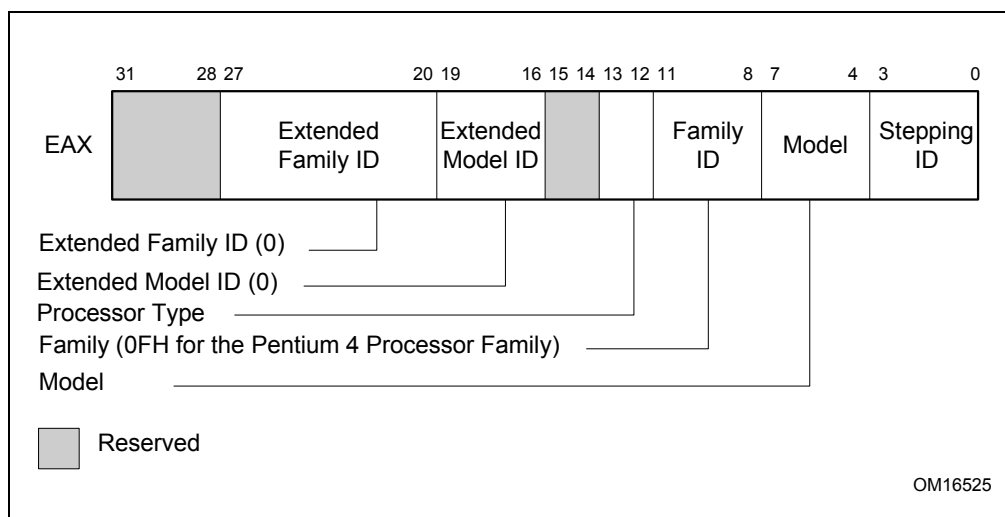 31 28 27 20 19 16 15 14 13 12 11 8 7 4 3 0
EAX
Extended Family ID
Extended Model ID
Family ID
Model
Stepping ID
Extended Family ID (0)
Extended Model ID (0)
Processor Type
Family (0FH for the Pentium 4 Processor Family)
Model
Reserved
OM16525